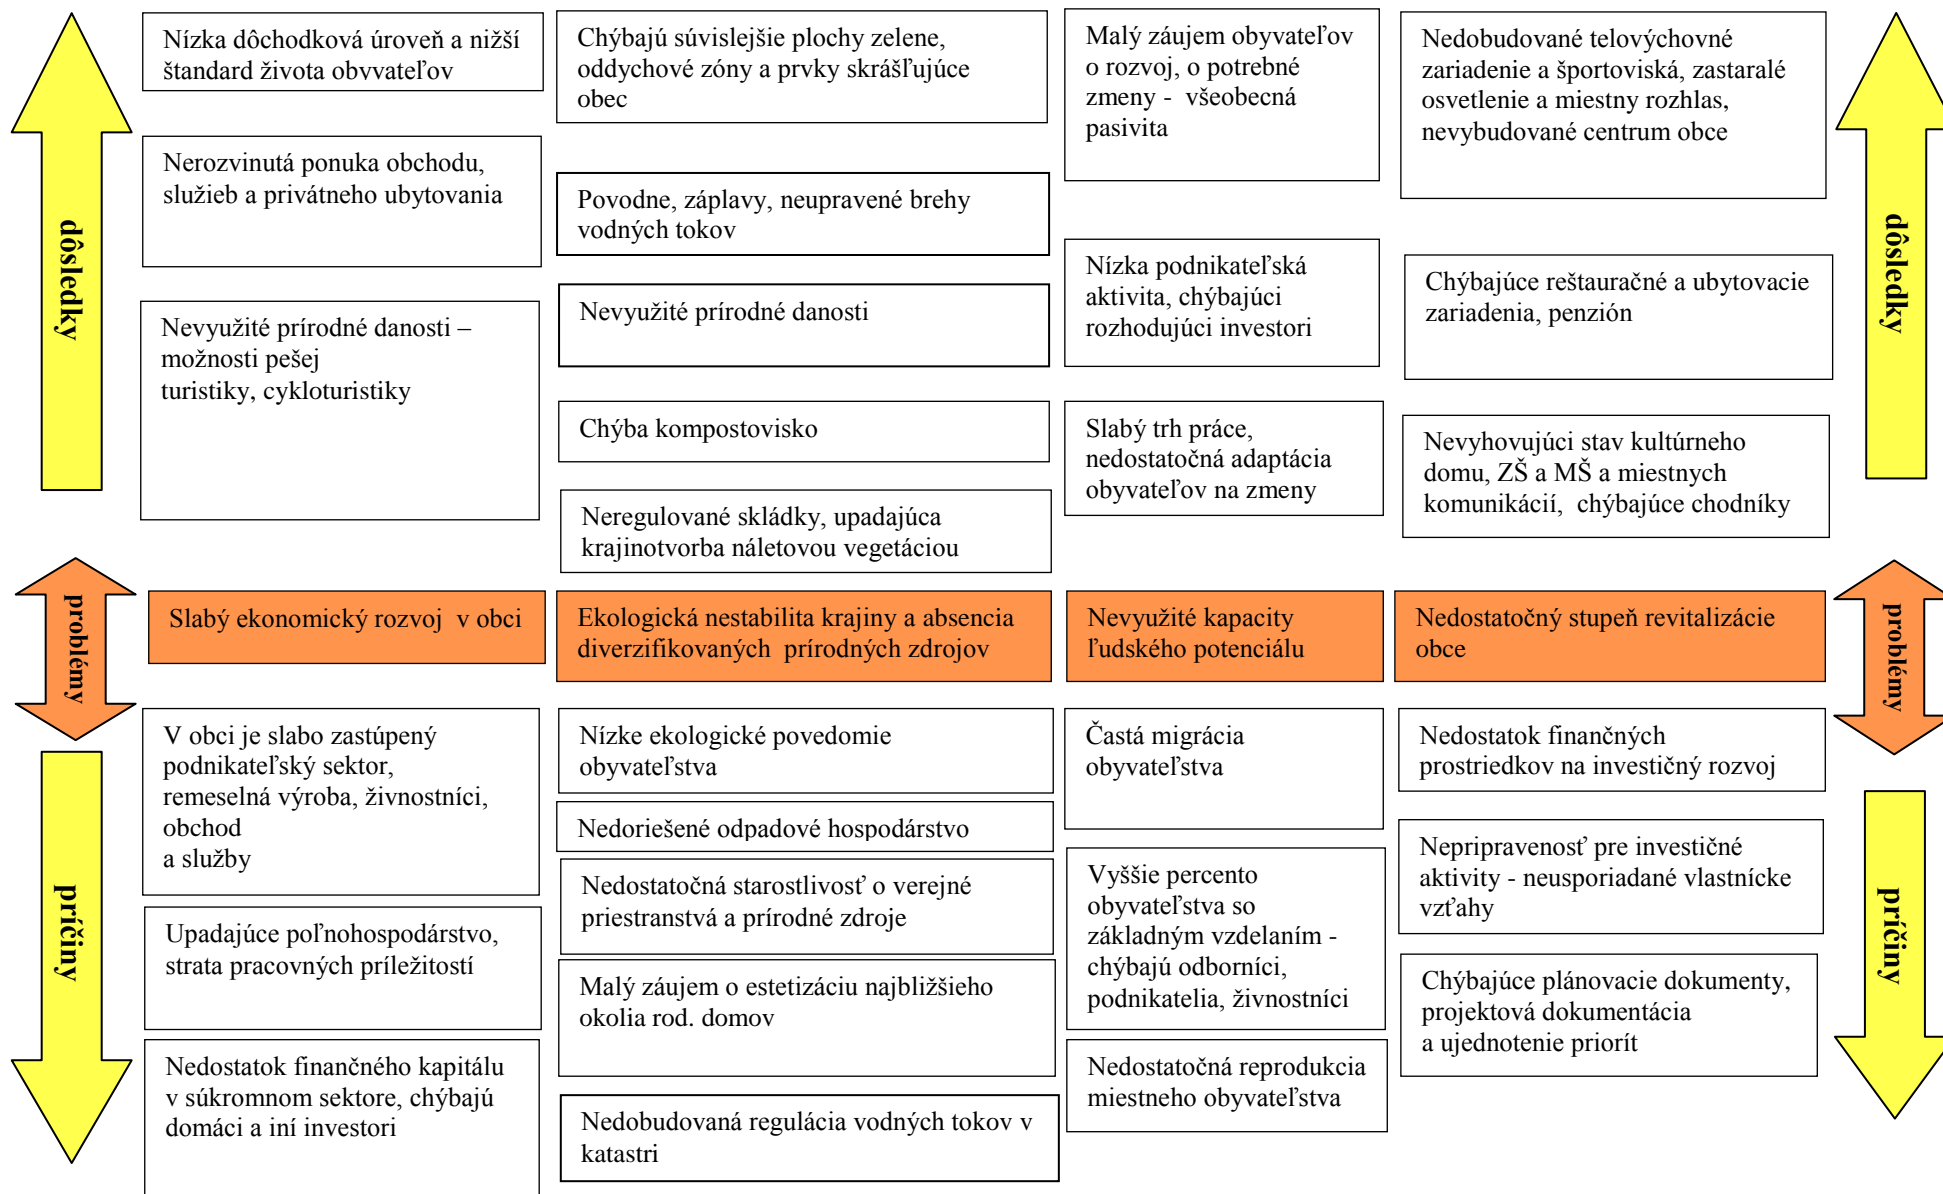 dôsledky
Nízka dôchodková úroveň a nižší
štandard života obyvateľov
Nerozvinutá ponuka obchodu,
služieb a privátneho ubytovania
Nevyužité prírodné danosti –
možnosti pešej
turistiky, cykloturistiky
Chýbajú súvislejšie plochy zelene,
oddychové zóny a prvky skrášľujúce
obec
Povodne, záplavy, neupravené brehy
vodných tokov
Nevyužité prírodné danosti
Chýba kompostovisko
Neregulované skládky, upadajúca
krajinotvorba náletovou vegetáciou
Malý záujem obyvateľov
o rozvoj, o potrebné
zmeny - všeobecná
pasivita
Nízka podnikateľská
aktivita, chýbajúci
rozhodujúci investori
Slabý trh práce,
nedostatočná adaptácia
obyvateľov na zmeny
Nedobudované telovýchovné
zariadenie a športoviská, zastaralé
osvetlenie a miestny rozhlas,
nevybudované centrum obce
Chýbajúce reštauračné a ubytovacie
zariadenia, penzión
Nevyhovujúci stav kultúrneho
domu, ZŠ a MŠ a miestnych
komunikácií, chýbajúce chodníky
dôsledky
problémy
Slabý ekonomický rozvoj v obci
Ekologická nestabilita krajiny a absencia
diverzifikovaných prírodných zdrojov
Nevyužité kapacity
ľudského potenciálu
Nedostatočný stupeň revitalizácie
obce
problémy
príčiny
V obci je slabo zastúpený
podnikateľský sektor,
remeselná výroba, živnostníci,
obchod
a služby
Upadajúce poľnohospodárstvo,
strata pracovných príležitostí
Nedostatok finančného kapitálu
v súkromnom sektore, chýbajú
domáci a iní investori
Nízke ekologické povedomie
obyvateľstva
Nedoriešené odpadové hospodárstvo
Nedostatočná starostlivosť o verejné
priestranstvá a prírodné zdroje
Malý záujem o estetizáciu najbližšieho
okolia rod. domov
Nedobudovaná regulácia vodných tokov v
katastri
Častá migrácia
obyvateľstva
Vyššie percento
obyvateľstva so
základným vzdelaním -
chýbajú odborníci,
podnikatelia, živnostníci
Nedostatočná reprodukcia
miestneho obyvateľstva
Nedostatok finančných
prostriedkov na investičný rozvoj
Nepripravenosť pre investičné
aktivity - neusporiadané vlastnícke
vzťahy
Chýbajúce plánovacie dokumenty,
projektová dokumentácia
a ujednotenie priorít
príčiny